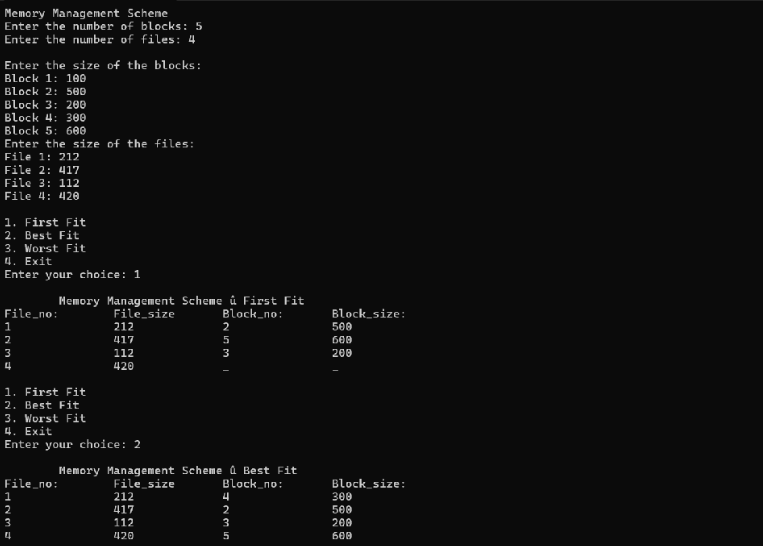 Memory Management Scheme
Enter the number of blocks: 5
Enter the number of files: 4
Enter the size of the blocks:
Block 1: 100
Block 2: 500
Block 3: 200
Block 4: 300
Block 5: 600
Enter the size of the files:
File 1: 212
File 2: 417
File 3: 112
File 4: 420
1. First Fit
2. Best Fit
3. Worst Fit
4. Exit
Enter your choice: 1
Memory Management Scheme û First Fit
File_no: File_size Block_no: Block_size:
1 212 2 500
2 417 5 600
3 112 3 200
4 420 _ _
1. First Fit
2. Best Fit
3. Worst Fit
4. Exit
Enter your choice: 2
Memory Management Scheme û Best Fit
File_no: File_size Block_no: Block_size:
1 212 4 300
2 417 2 500
3 112 3 200
4 420 5 600